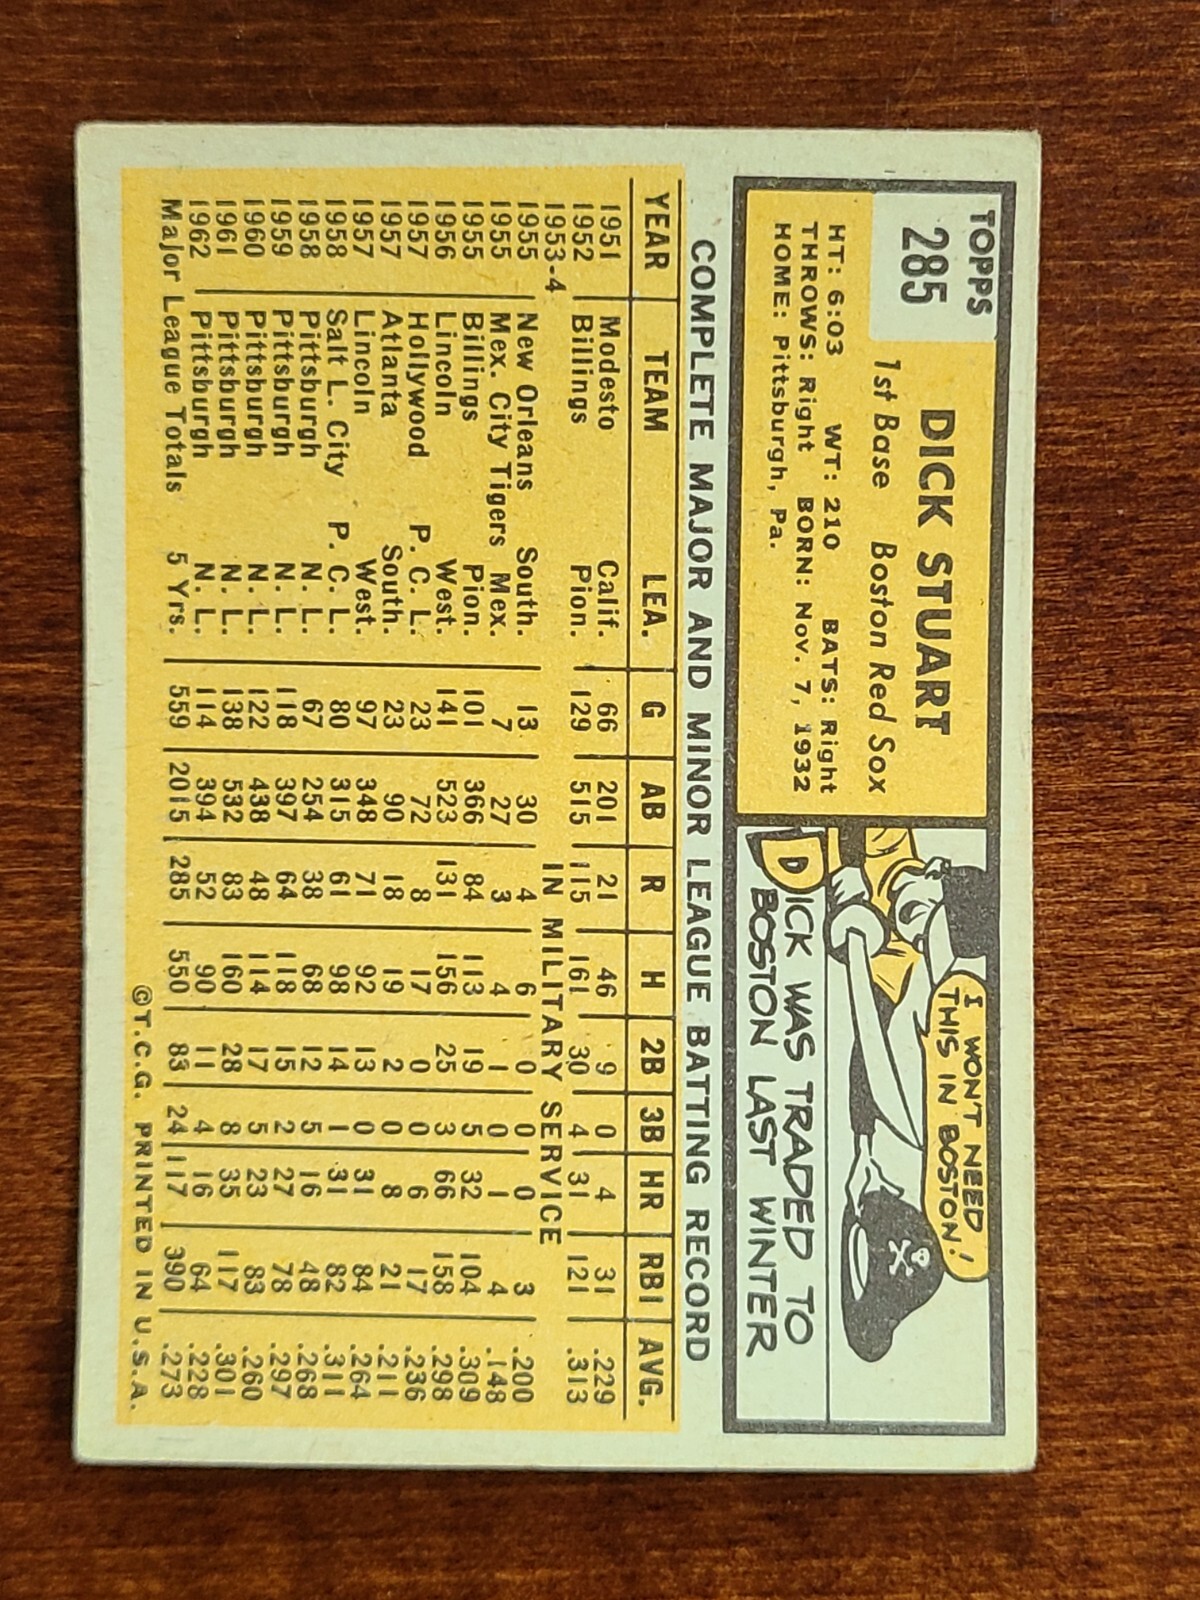 TOPPS
285
DICK STUART
1st Base Boston Red Sox
HT: 6:03 WT: 210 BATS: Right
THROWS: Right BORN: Nov. 7, 1932
HOME: Pittsburgh, Pa.
I WON'T NEED
THIS IN BOSTON!
DICK WAS TRADED TO
BOSTON LAST WINTER
COMPLETE MAJOR AND MINOR LEAGUE BATTING RECORD
YEAR TEAM LEA. G AB R H 2B 3B HR RBI AVG.
1951 Modesto Calif. 66 201 21 46 9 0 4 31 .229
1952 Billings Pion. 129 515 115 161 30 4 31 121 .313
1953-4 IN MILITARY SERVICE
1955 New Orleans South. 13 30 4 6 0 0 0 3 .200
1955 Mex. City Tigers Mex. 7 27 3 4 1 0 1 4 .148
1955 Billings Pion. 101 366 84 113 19 5 32 104 .309
1956 Lincoln West. 141 523 131 156 25 3 66 158 .298
1957 Hollywood P. C. L. 23 72 8 17 0 0 6 17 .236
1957 Atlanta South. 23 90 18 19 2 0 8 21 .211
1957 Lincoln West. 97 348 71 92 13 0 31 84 .264
1958 Salt L. City P. C. L. 80 315 61 98 14 1 31 82 .311
1958 Pittsburgh N. L. 67 254 38 68 12 5 16 48 .268
1959 Pittsburgh N. L. 118 397 64 118 15 2 27 78 .297
1960 Pittsburgh N. L. 122 438 48 114 17 5 23 83 .260
1961 Pittsburgh N. L. 138 532 83 160 28 8 35 117 .301
1962 Pittsburgh N. L. 114 394 52 90 11 4 16 64 .228
Major League Totals 5 Yrs. 559 2015 285 550 83 24 117 390 .273
©T.C.G. PRINTED IN U.S.A.